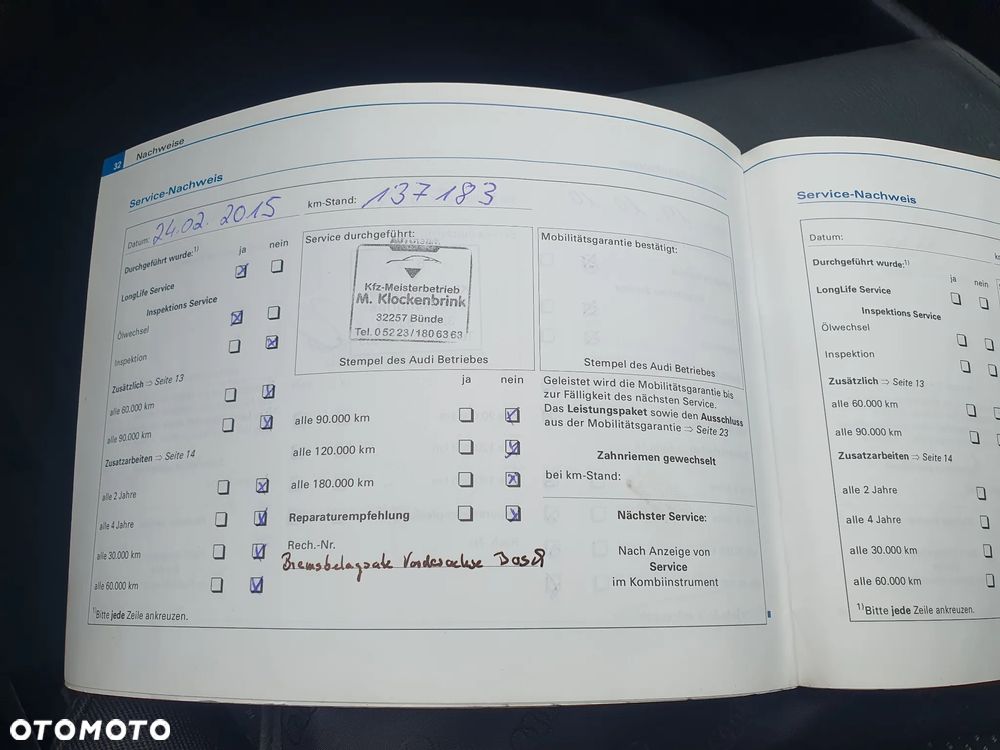 32 Nachweise
Service-Nachweis
Datum: 24.02.2015
km-Stand: 137183
Durchgeführt wurde:1)
ja nein
LongLife Service
Inspektions Service
Ölwechsel
Inspektion
Zusätzlich ⇒ Seite 13
alle 60.000 km
alle 90.000 km
Zusatzarbeiten ⇒ Seite 14
alle 2 Jahre
alle 4 Jahre
alle 30.000 km
alle 60.000 km
1)Bitte jede Zeile ankreuzen.
Service durchgeführt:
Kfz-Meisterbetrieb
M. Klockenbrink
32257 Bünde
Tel. 0 52 23 / 180 63 63
Stempel des Audi Betriebes
ja nein
alle 90.000 km
alle 120.000 km
alle 180.000 km
Reparaturempfehlung
Rech.-Nr.
Bremsbelagsatz Vorderachse
Mobilitätsgarantie bestätigt:
Stempel des Audi Betriebes
Geleistet wird die Mobilitätsgarantie bis
zur Fälligkeit des nächsten Service.
Das Leistungspaket sowie den Ausschluss
aus der Mobilitätsgarantie ⇒ Seite 23
Zahnriemen gewechselt
bei km-Stand:
Nächster Service:
Nach Anzeige von
Service
im Kombiinstrument
Service-Nachweis
Datum:
Durchgeführt wurde:1)
ja nein
LongLife Service
Inspektions Service
Ölwechsel
Inspektion
Zusätzlich ⇒ Seite 13
alle 60.000 km
alle 90.000 km
Zusatzarbeiten ⇒ Seite 14
alle 2 Jahre
alle 4 Jahre
alle 30.000 km
alle 60.000 km
1)Bitte jede Zeile ankreuzen.
OTOMOTO